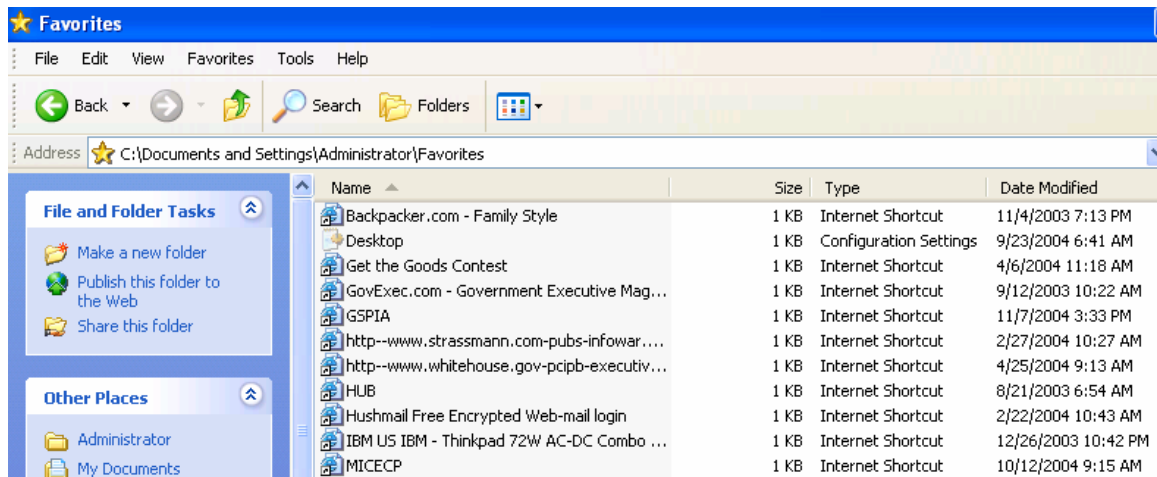 Favorites
File Edit View Favorites Tools Help
Back Search Folders
Address C:\Documents and Settings\Administrator\Favorites
File and Folder Tasks
Make a new folder
Publish this folder to
the Web
Share this folder
Other Places
Administrator
My Documents
Name Size Type Date Modified
Backpacker.com - Family Style 1 KB Internet Shortcut 11/4/2003 7:13 PM
Desktop 1 KB Configuration Settings 9/23/2004 6:41 AM
Get the Goods Contest 1 KB Internet Shortcut 4/6/2004 11:18 AM
GovExec.com - Government Executive Mag... 1 KB Internet Shortcut 9/12/2003 10:22 AM
GSPIA 1 KB Internet Shortcut 11/7/2004 3:33 PM
http--www.strassmann.com-pubs-infowar.... 1 KB Internet Shortcut 2/27/2004 10:27 AM
http--www.whitehouse.gov-pcipb-executiv... 1 KB Internet Shortcut 4/25/2004 9:13 AM
HUB 1 KB Internet Shortcut 8/21/2003 6:54 AM
Hushmail Free Encrypted Web-mail login 1 KB Internet Shortcut 2/22/2004 10:43 AM
IBM US IBM - Thinkpad 72W AC-DC Combo ... 1 KB Internet Shortcut 12/26/2003 10:42 PM
MICECP 1 KB Internet Shortcut 10/12/2004 9:15 AM